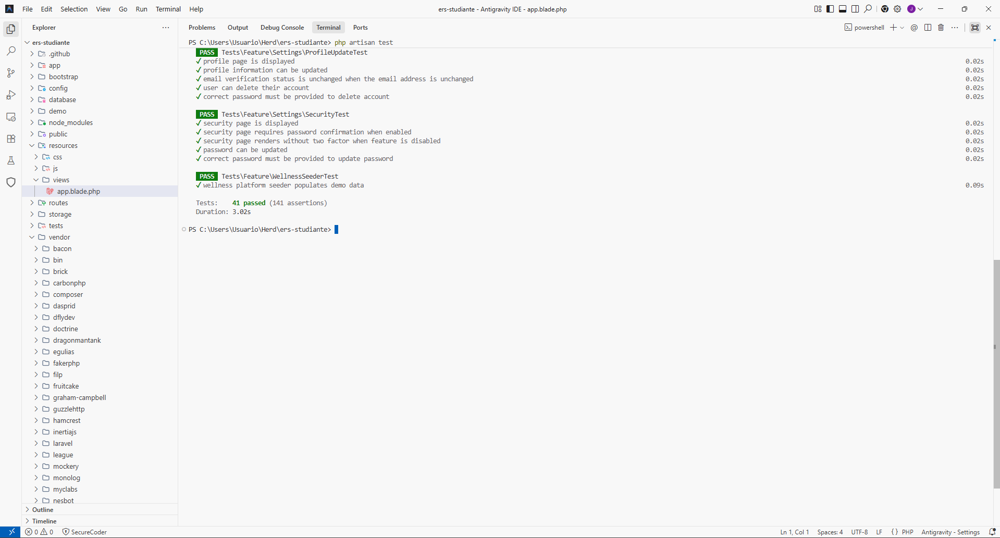 File Edit Selection View Go Run Terminal Help
ers-studiante - Antigravity IDE - app.blade.php
J
Explorer
ers-studiante
.github
app
bootstrap
config
database
demo
node_modules
public
resources
css
js
views
app.blade.php
routes
storage
tests
vendor
bacon
bin
brick
carbonphp
composer
dasprid
dflydev
doctrine
dragonmantank
egulias
fakerphp
filp
fruitcake
graham-campbell
guzzlehttp
hamcrest
inertiajs
laravel
league
mockery
monolog
myclabs
nesbot
Outline
Timeline
Problems Output Debug Console Terminal Ports
powershell
PS C:\Users\Usuario\Herd\ers-studiante> php artisan test
PASS Tests\Feature\Settings\ProfileUpdateTest
✓ profile page is displayed 0.02s
✓ profile information can be updated 0.02s
✓ email verification status is unchanged when the email address is unchanged 0.02s
✓ user can delete their account 0.02s
✓ correct password must be provided to delete account 0.02s
PASS Tests\Feature\Settings\SecurityTest
✓ security page is displayed 0.02s
✓ security page requires password confirmation when enabled 0.02s
✓ security page renders without two factor when feature is disabled 0.02s
✓ password can be updated 0.02s
✓ correct password must be provided to update password 0.02s
PASS Tests\Feature\WellnessSeederTest
✓ wellness platform seeder populates demo data 0.09s
Tests: 41 passed (141 assertions)
Duration: 3.02s
PS C:\Users\Usuario\Herd\ers-studiante>
0 0 SecureCoder
Ln 1, Col 1 Spaces: 4 UTF-8 LF {} PHP Antigravity - Settings